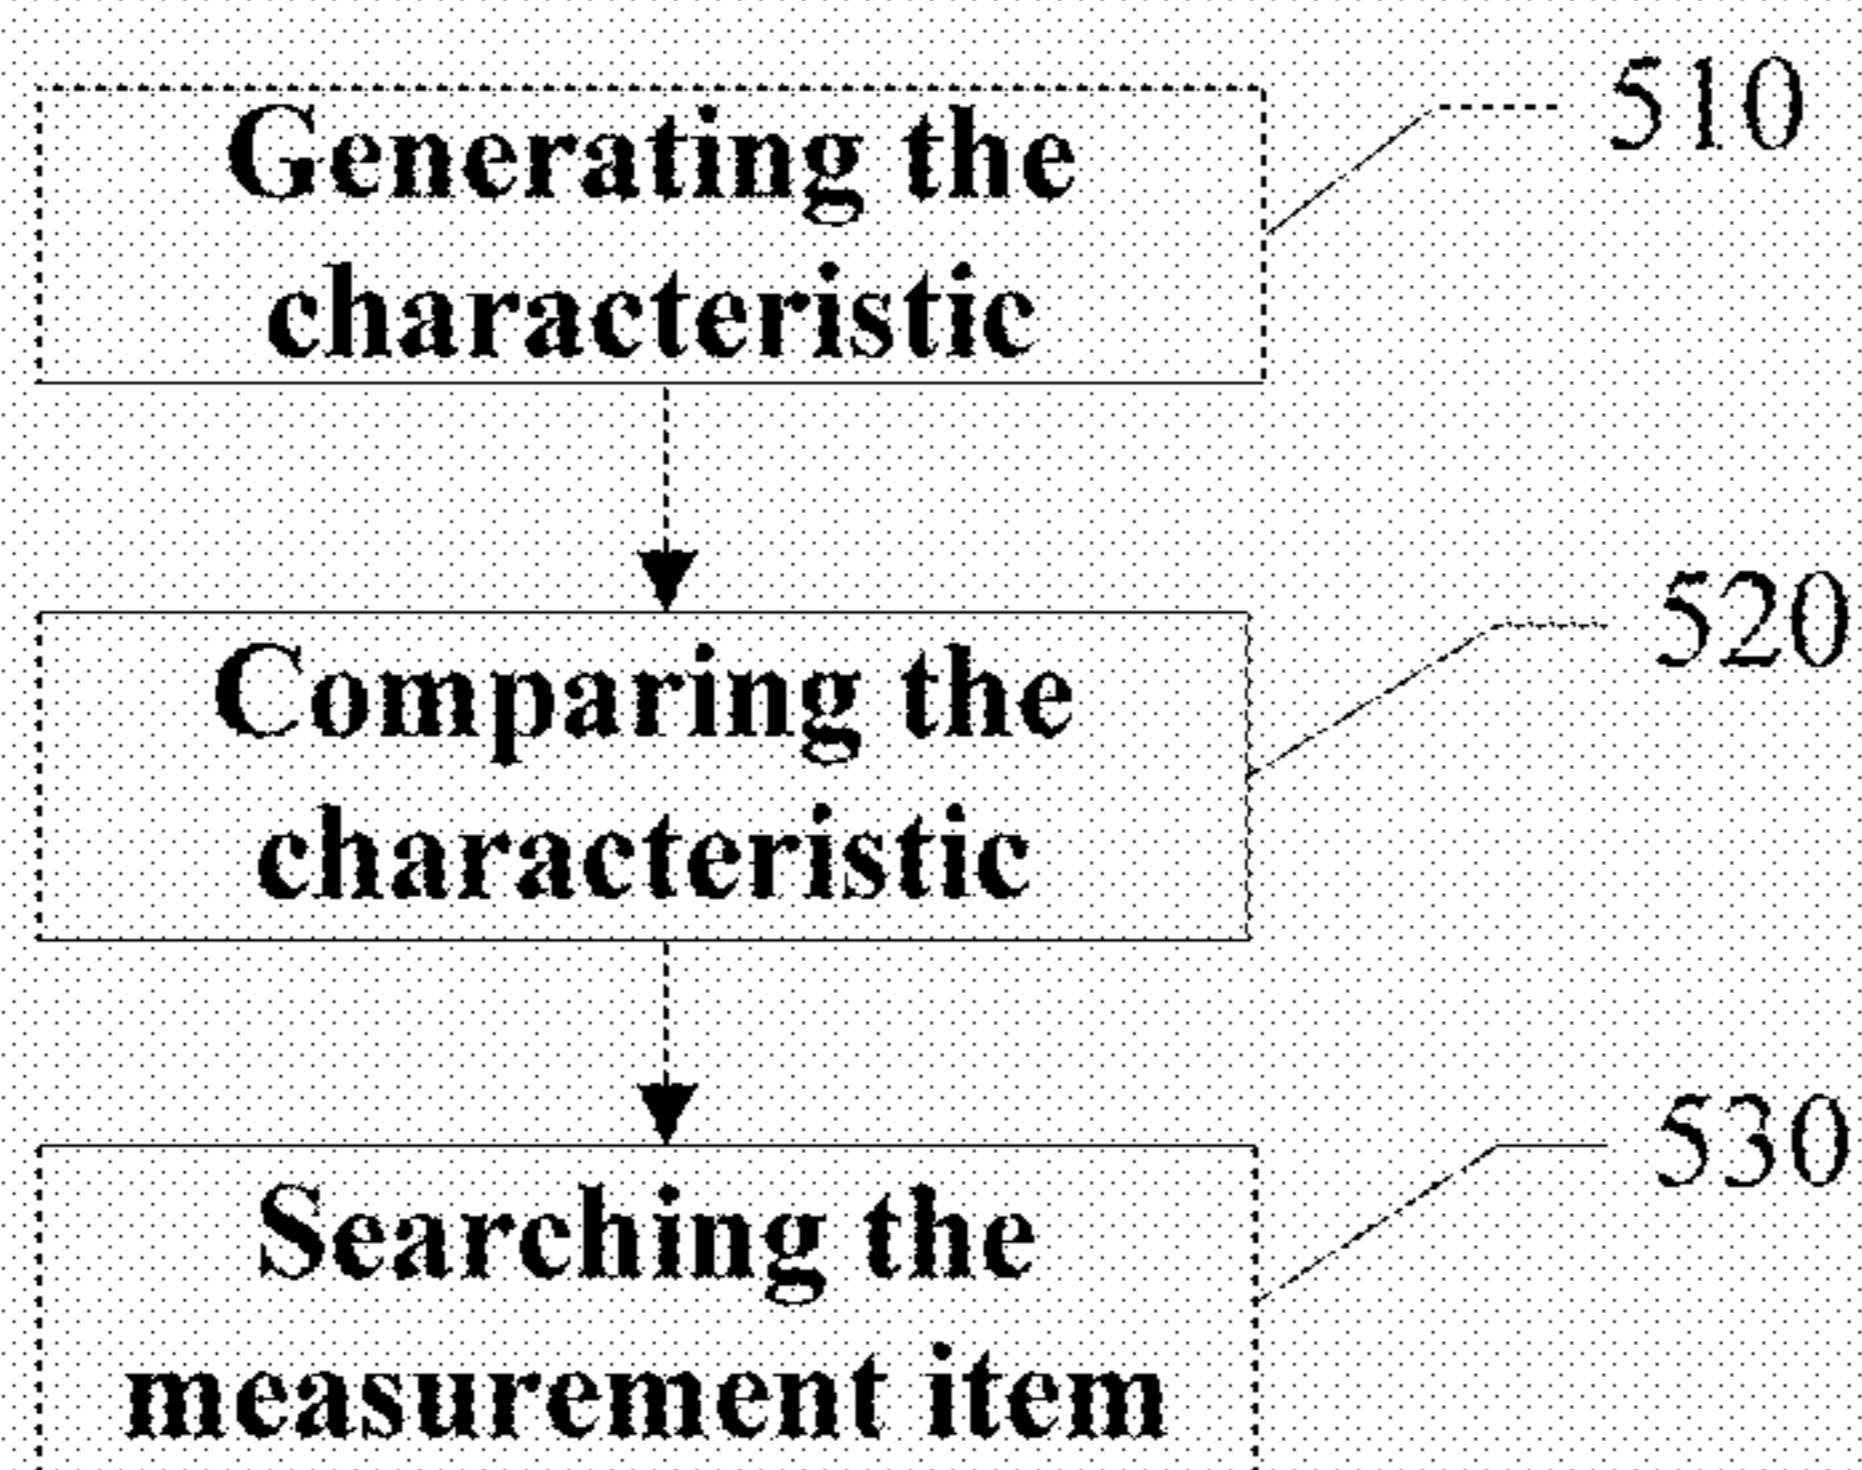 Generating the
characteristic
510
Comparing the
characteristic
520
Searching the
measurement item
530